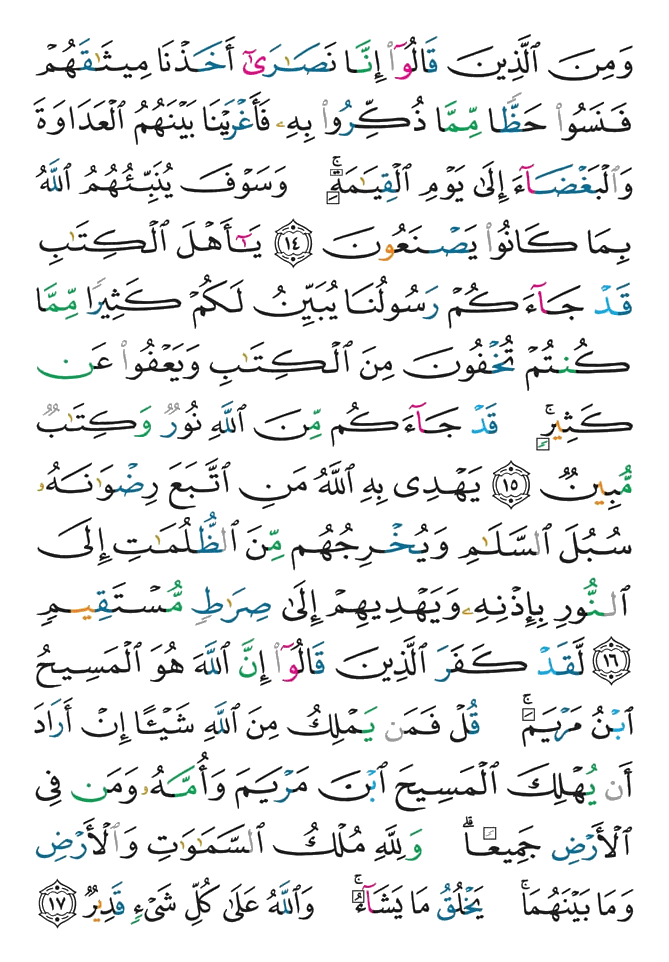 وَمِنَ ٱلَّذِينَ قَالُوٓا۟ إِنَّا نَصَـٰرَىٰٓ أَخَذْنَا مِيثَـٰقَهُمْ
فَنَسُوا۟ حَظًّا مِّمَّا ذُكِّرُوا۟ بِهِۦ فَأَغْرَيْنَا بَيْنَهُمُ ٱلْعَدَاوَةَ
وَٱلْبَغْضَآءَ إِلَىٰ يَوْمِ ٱلْقِيَـٰمَةِ ۚ وَسَوْفَ يُنَبِّئُهُمُ ٱللَّهُ
بِمَا كَانُوا۟ يَصْنَعُونَ ١٤ يَـٰٓأَهْلَ ٱلْكِتَـٰبِ
قَدْ جَآءَكُمْ رَسُولُنَا يُبَيِّنُ لَكُمْ كَثِيرًا مِّمَّا
كُنتُمْ تُخْفُونَ مِنَ ٱلْكِتَـٰبِ وَيَعْفُوا۟ عَن
كَثِيرٍ ۚ قَدْ جَآءَكُم مِّنَ ٱللَّهِ نُورٌ وَكِتَـٰبٌ
مُّبِينٌ ١٥ يَهْدِى بِهِ ٱللَّهُ مَنِ ٱتَّبَعَ رِضْوَٰنَهُۥ
سُبُلَ ٱلسَّلَـٰمِ وَيُخْرِجُهُم مِّنَ ٱلظُّلُمَـٰتِ إِلَى
ٱلنُّورِ بِإِذْنِهِۦ وَيَهْدِيهِمْ إِلَىٰ صِرَٰطٍ مُّسْتَقِيمٍ
١٦ لَّقَدْ كَفَرَ ٱلَّذِينَ قَالُوٓا۟ إِنَّ ٱللَّهَ هُوَ ٱلْمَسِيحُ
ٱبْنُ مَرْيَمَ ۚ قُلْ فَمَن يَمْلِكُ مِنَ ٱللَّهِ شَيْـًٔا إِنْ أَرَادَ
أَن يُهْلِكَ ٱلْمَسِيحَ ٱبْنَ مَرْيَمَ وَأُمَّهُۥ وَمَن فِى
ٱلْأَرْضِ جَمِيعًا ۗ وَلِلَّهِ مُلْكُ ٱلسَّمَـٰوَٰتِ وَٱلْأَرْضِ
وَمَا بَيْنَهُمَا ۚ يَخْلُقُ مَا يَشَآءُ ۚ وَٱللَّهُ عَلَىٰ كُلِّ شَىْءٍ قَدِيرٌ ١٧